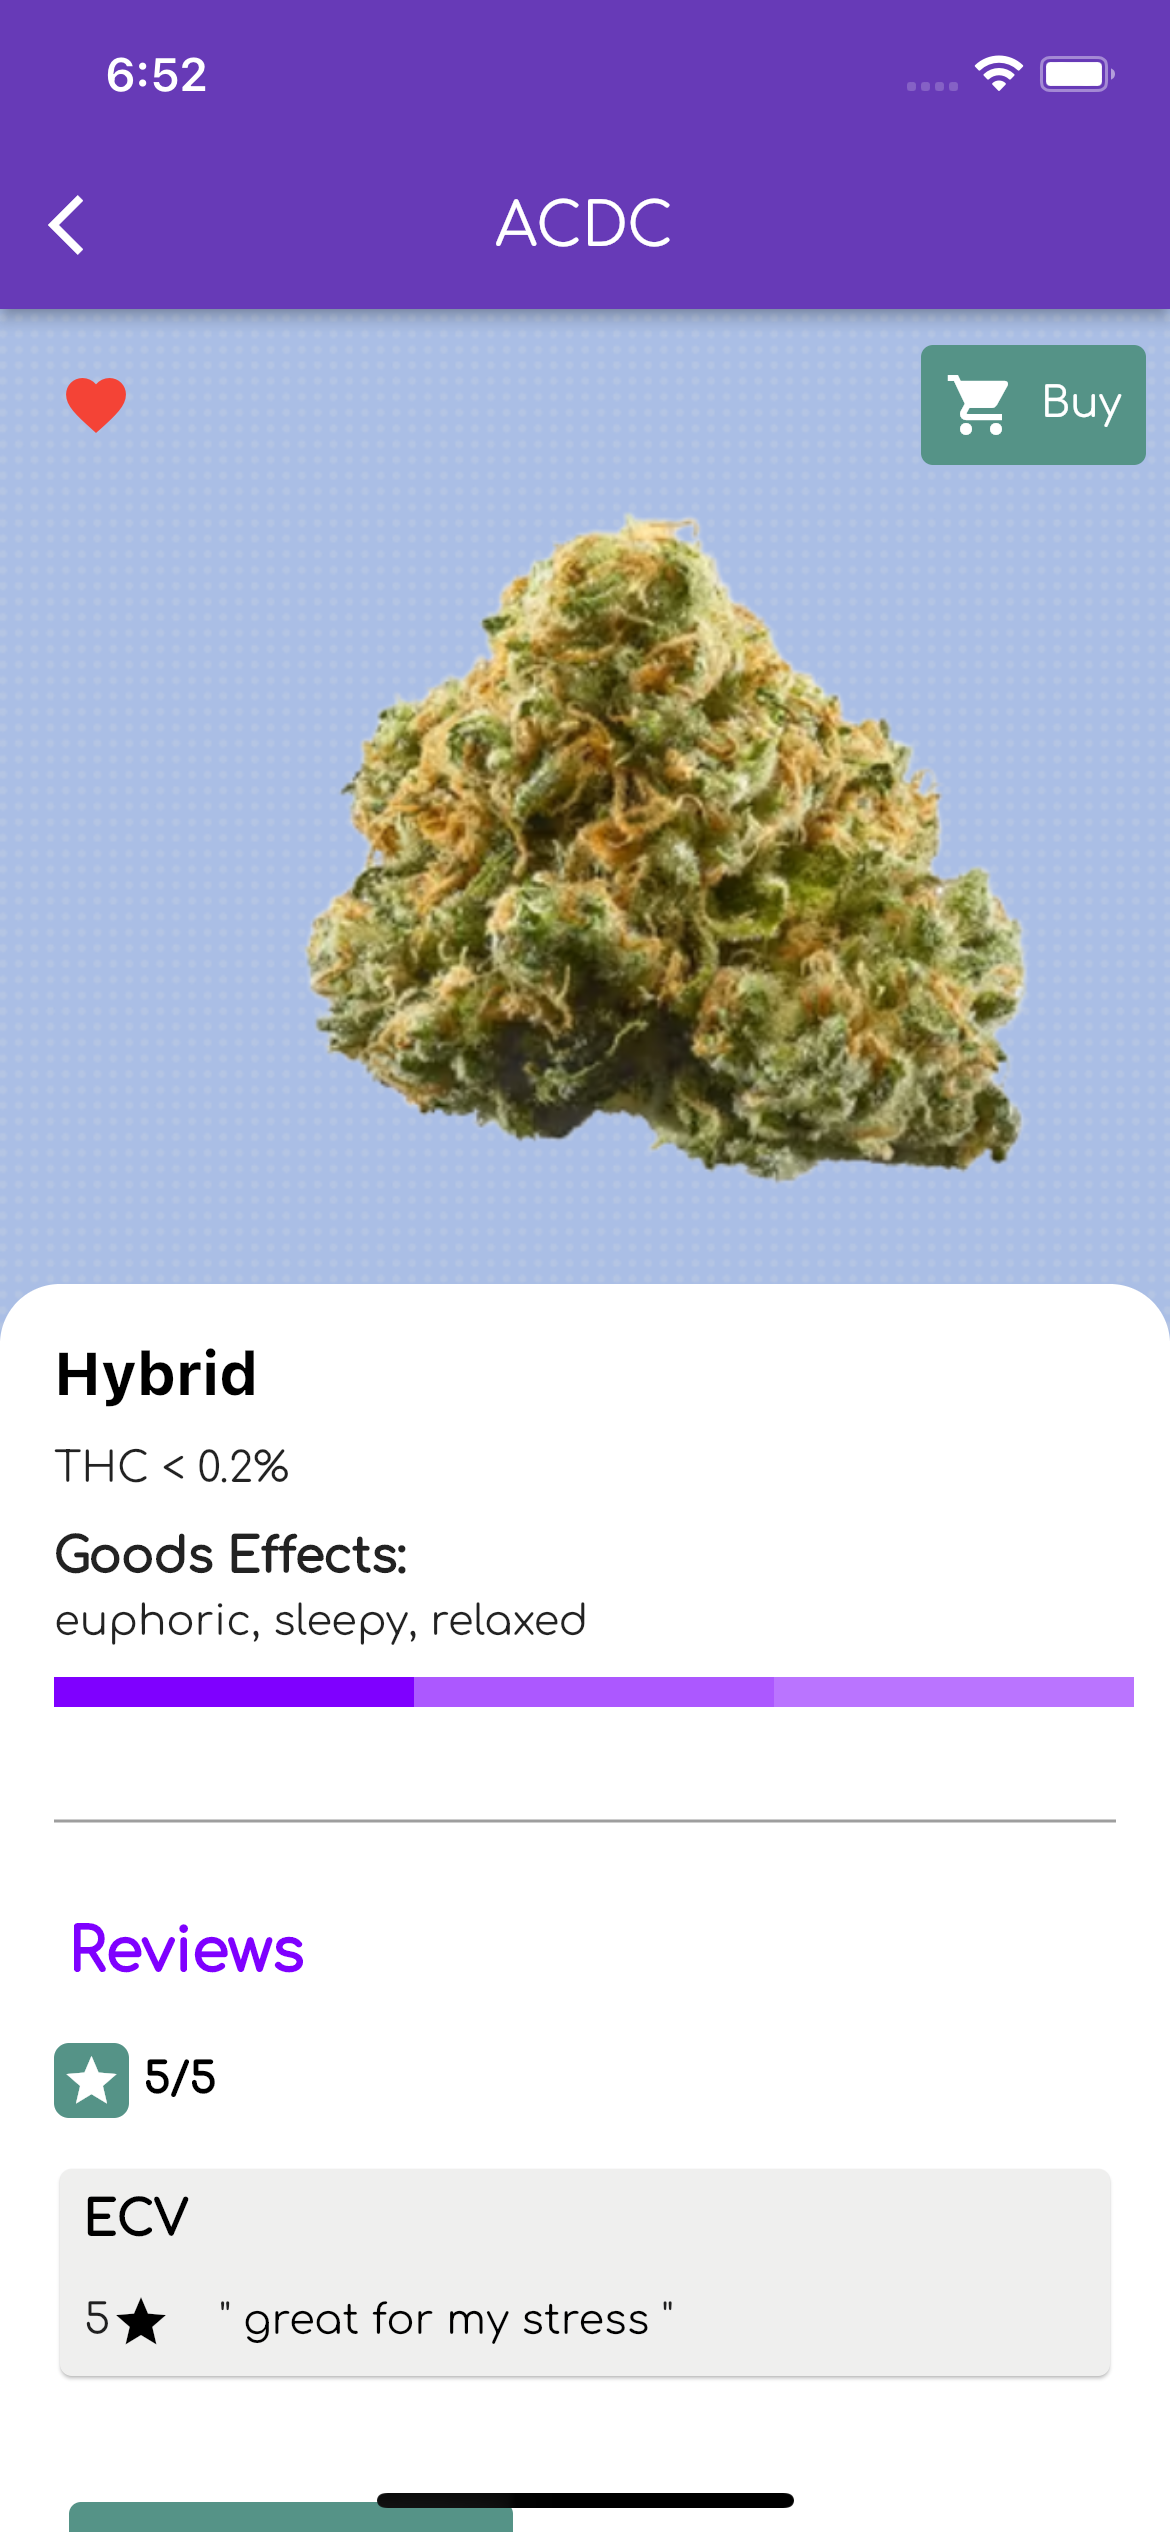 6:52
ACDC
Buy
Hybrid
THC < 0.2%
Goods Effects:
euphoric, sleepy, relaxed
Reviews
5/5
ECV
5 " great for my stress "